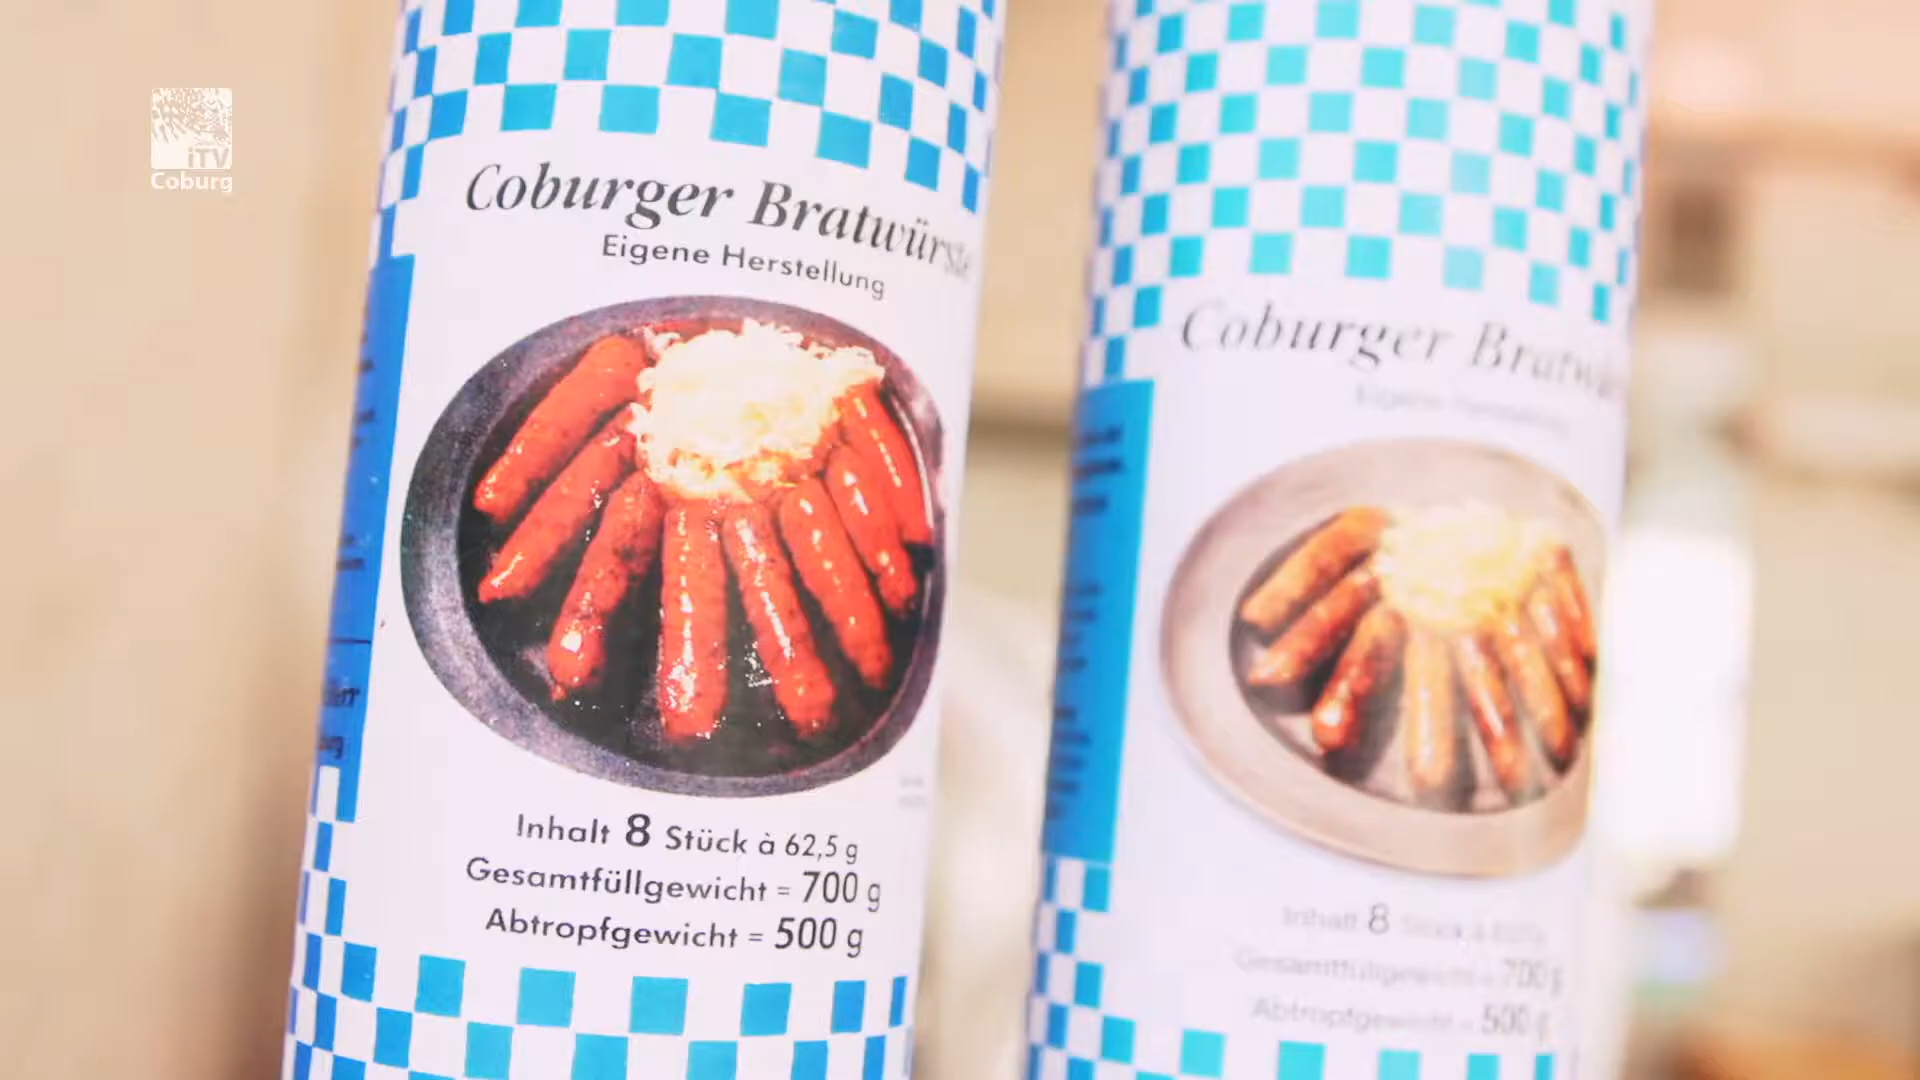 iTV
Coburg
Coburger Bratwürste
Eigene Herstellung
Inhalt 8 Stück à 62,5 g
Gesamtfüllgewicht = 700 g
Abtropfgewicht = 500 g
Coburger
Inhalt 8 Stück
Gesamtfüllgewicht = 700 g
Abtropfgewicht = 500 g